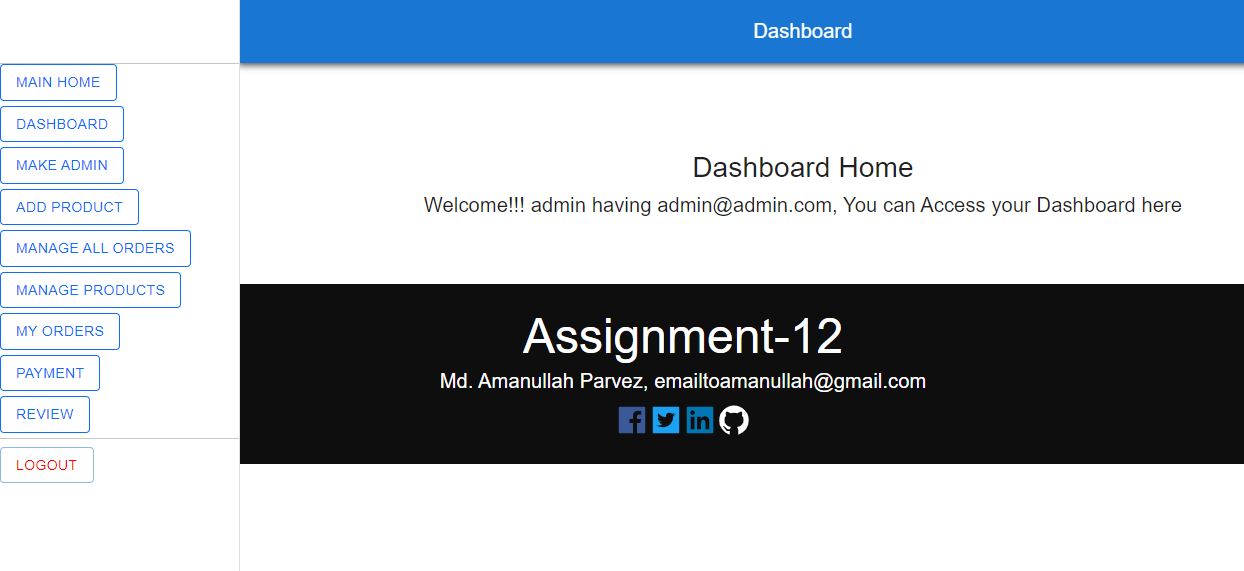 Dashboard
MAIN HOME
DASHBOARD
MAKE ADMIN
ADD PRODUCT
MANAGE ALL ORDERS
MANAGE PRODUCTS
MY ORDERS
PAYMENT
REVIEW
LOGOUT
Dashboard Home
Welcome!!! admin having admin@admin.com, You can Access your Dashboard here
Assignment-12
Md. Amanullah Parvez, emailtoamanullah@gmail.com